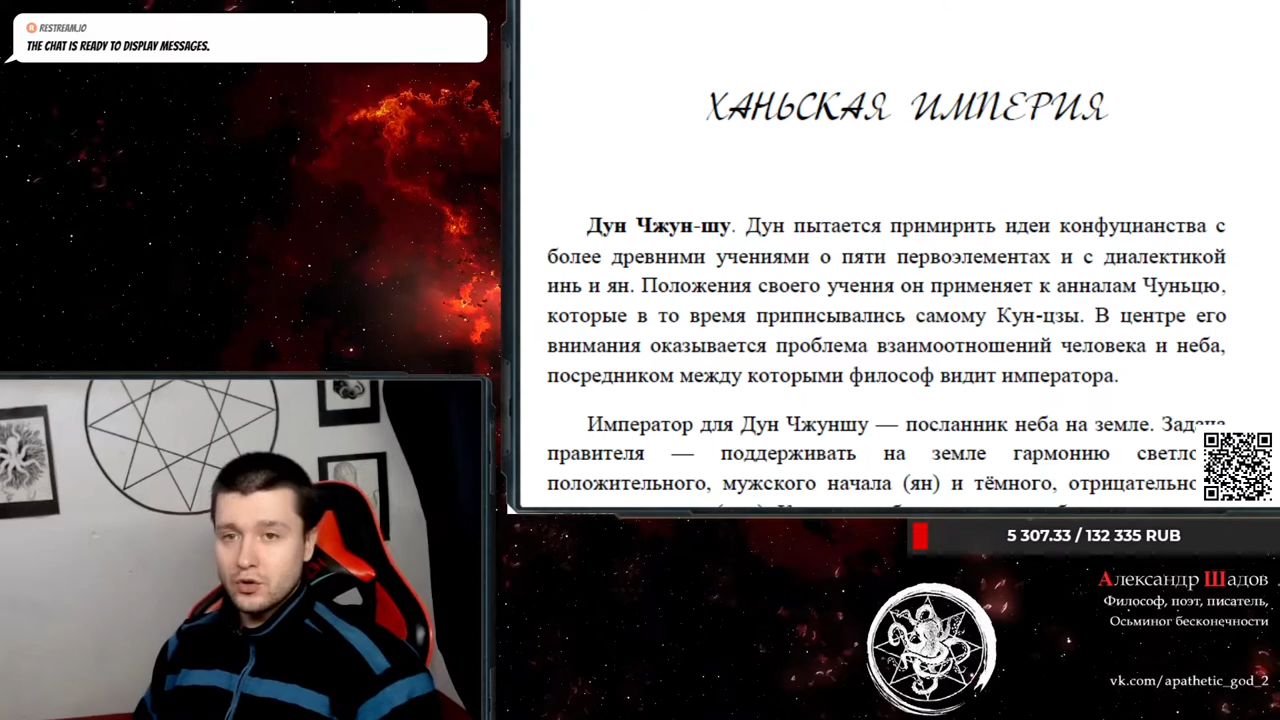 RESTREAM.IO
THE CHAT IS READY TO DISPLAY MESSAGES.
ХАНЬСКАЯ ИМПЕРИЯ
Дун Чжун-шу. Дун пытается примирить идеи конфуцианства с
более древними учениями о пяти первоэлементах и с диалектикой
инь и ян. Положения своего учения он применяет к анналам Чуньцю,
которые в то время приписывались самому Кун-цзы. В центре его
внимания оказывается проблема взаимоотношений человека и неба,
посредником между которыми философ видит императора.
Император для Дун Чжуншу — посланник неба на земле. Задача
правителя — поддерживать на земле гармонию
положительного, мужского начала (ян) и тёмного,
5 307.33 / 132 335 RUB
Александр Шадов
Философ, поэт, писатель,
Осьминог бесконечности
vk.com/apathetic_god_2